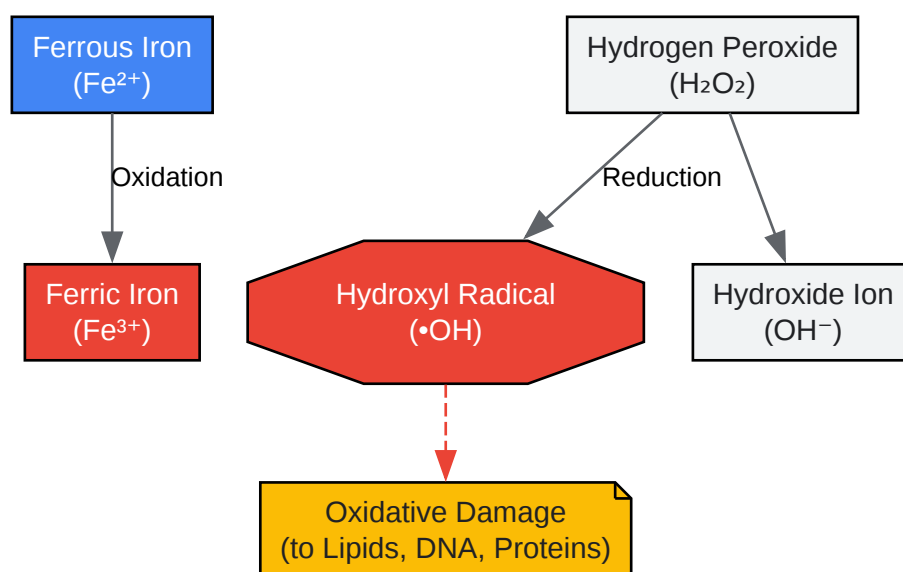 Ferrous Iron
(Fe²⁺)
Hydrogen Peroxide
(H₂O₂)
Oxidation
Reduction
Ferric Iron
(Fe³⁺)
Hydroxyl Radical
(•OH)
Hydroxide Ion
(OH⁻)
Oxidative Damage
(to Lipids, DNA, Proteins)